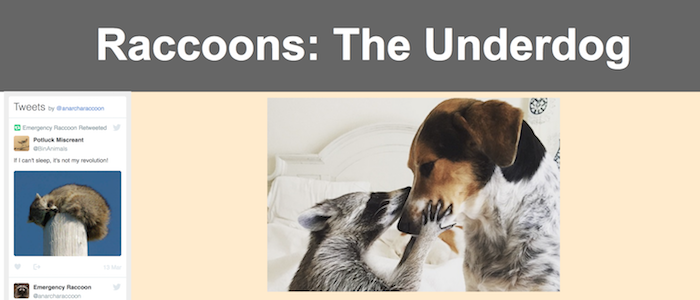 Raccoons: The Underdog
Tweets by @anarcharaccoon
Emergency Raccoon Retweeted
Potluck Miscreant
@BinAnimals
If I can't sleep, it's not my revolution!
Emergency Raccoon
@anarcharaccoon